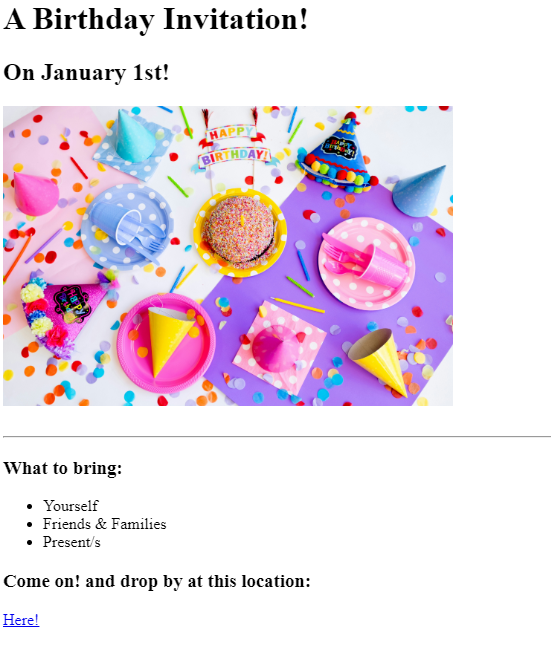 A Birthday Invitation!
On January 1st!
HAPPY
BIRTHDAY!
What to bring:
Yourself
Friends & Families
Present/s
Come on! and drop by at this location:
Here!